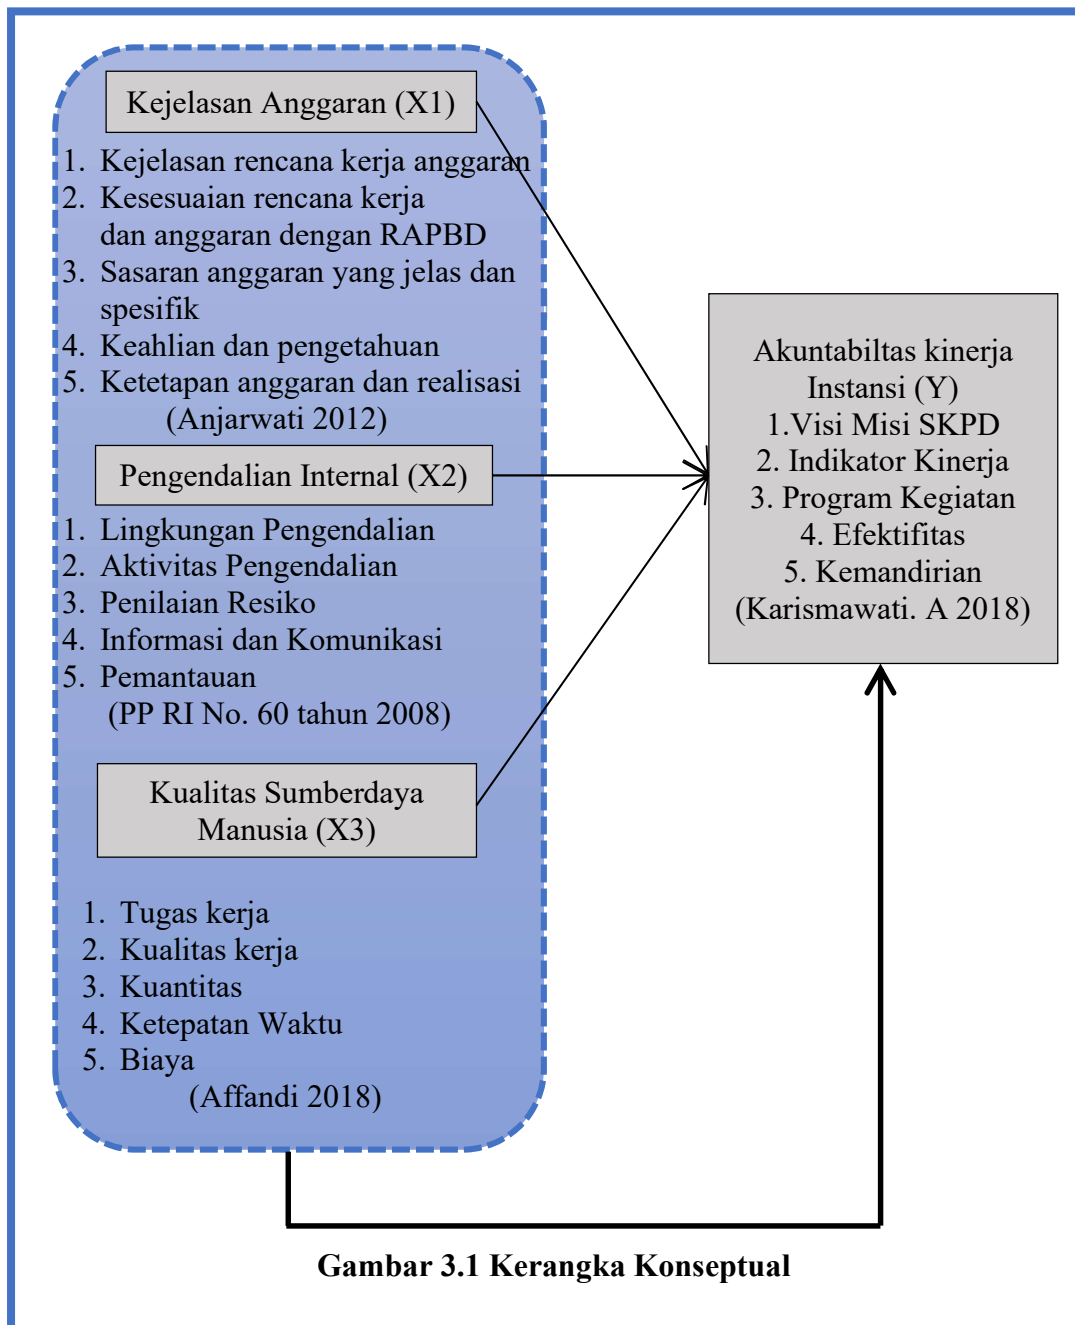 Kejelasan Anggaran (X1)
1. Kejelasan rencana kerja anggaran
2. Kesesuaian rencana kerja
dan anggaran dengan RAPBD
3. Sasaran anggaran yang jelas dan
spesifik
4. Keahlian dan pengetahuan
5. Ketetapan anggaran dan realisasi
(Anjarwati 2012)
Pengendalian Internal (X2)
1. Lingkungan Pengendalian
2. Aktivitas Pengendalian
3. Penilaian Resiko
4. Informasi dan Komunikasi
5. Pemantauan
(PP RI No. 60 tahun 2008)
Kualitas Sumberdaya
Manusia (X3)
1. Tugas kerja
2. Kualitas kerja
3. Kuantitas
4. Ketepatan Waktu
5. Biaya
(Affandi 2018)
Akuntabiltas kinerja
Instansi (Y)
1.Visi Misi SKPD
2. Indikator Kinerja
3. Program Kegiatan
4. Efektifitas
5. Kemandirian
(Karismawati. A 2018)
Gambar 3.1 Kerangka Konseptual